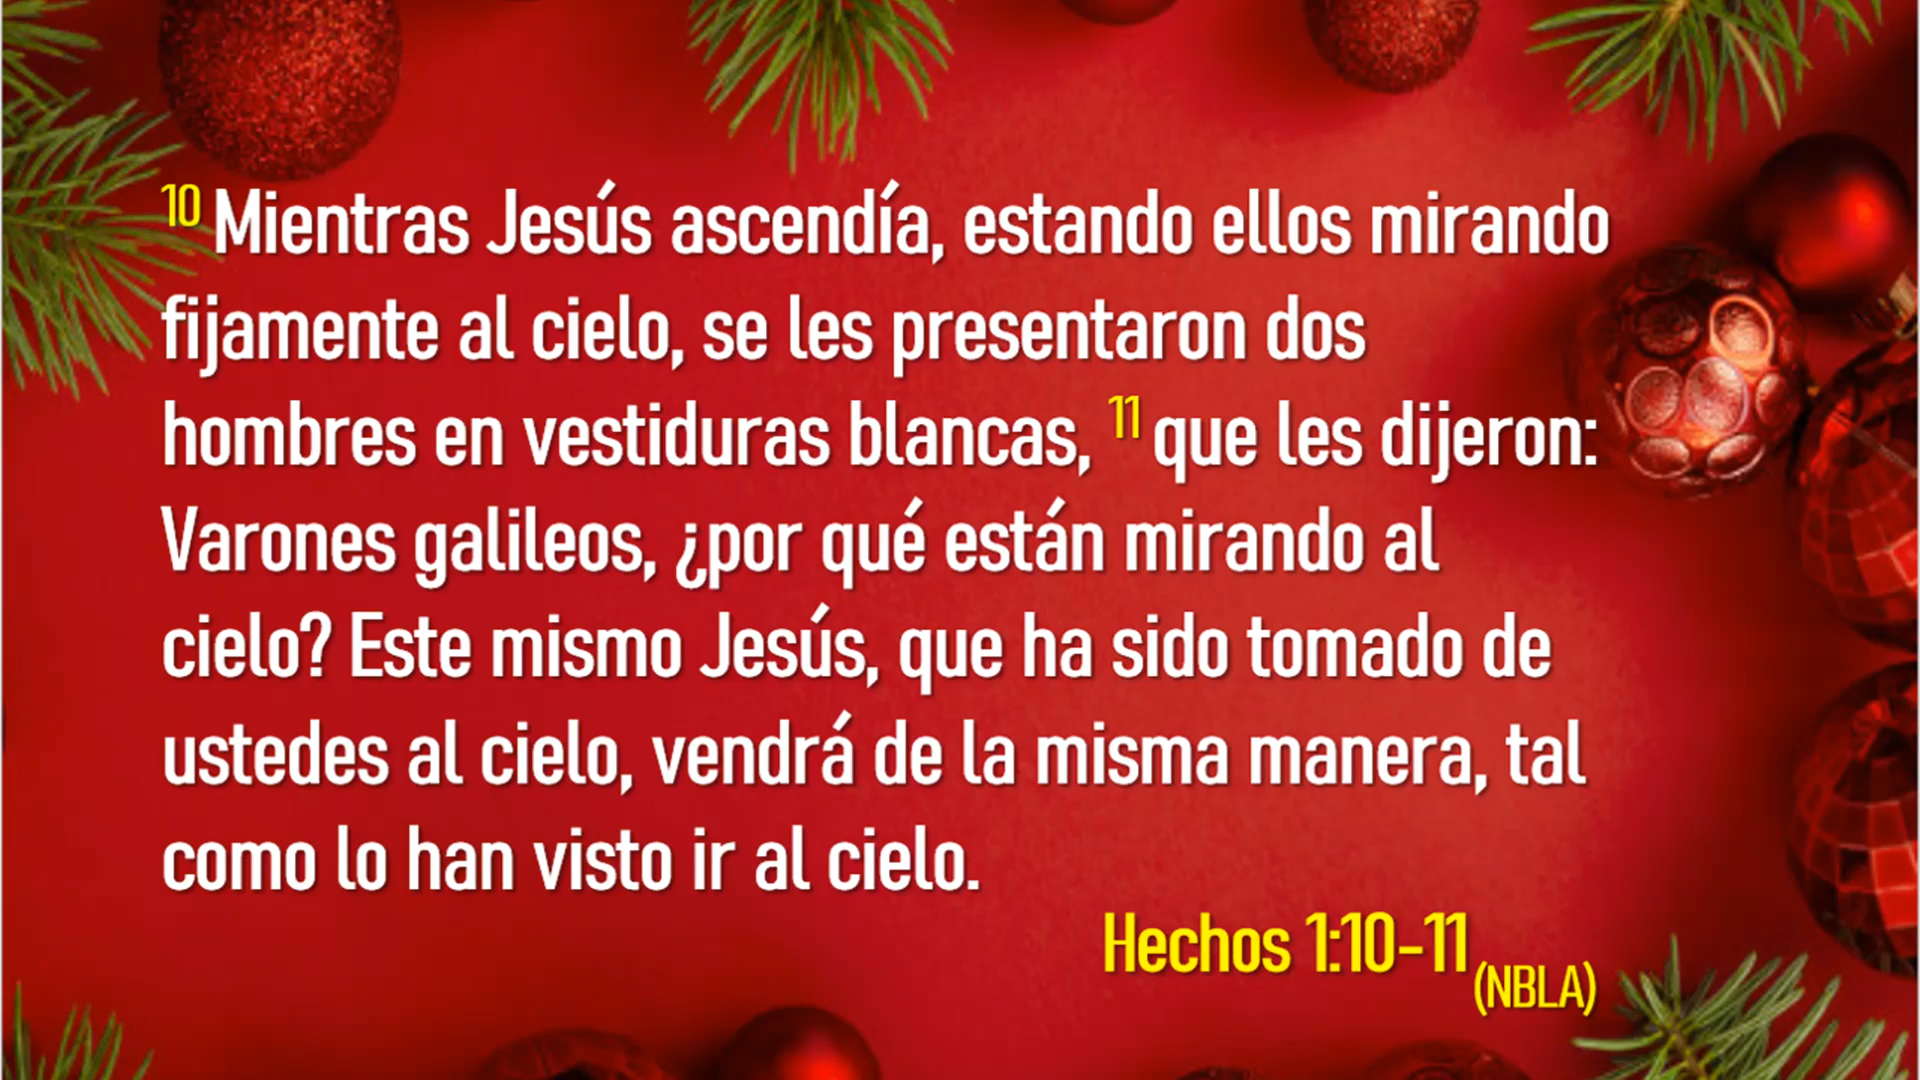 10 Mientras Jesús ascendía, estando ellos mirando
fijamente al cielo, se les presentaron dos
hombres en vestiduras blancas, 11 que les dijeron:
Varones galileos, ¿por qué están mirando al
cielo? Este mismo Jesús, que ha sido tomado de
ustedes al cielo, vendrá de la misma manera, tal
como lo han visto ir al cielo.
Hechos 1:10-11 (NBLA)